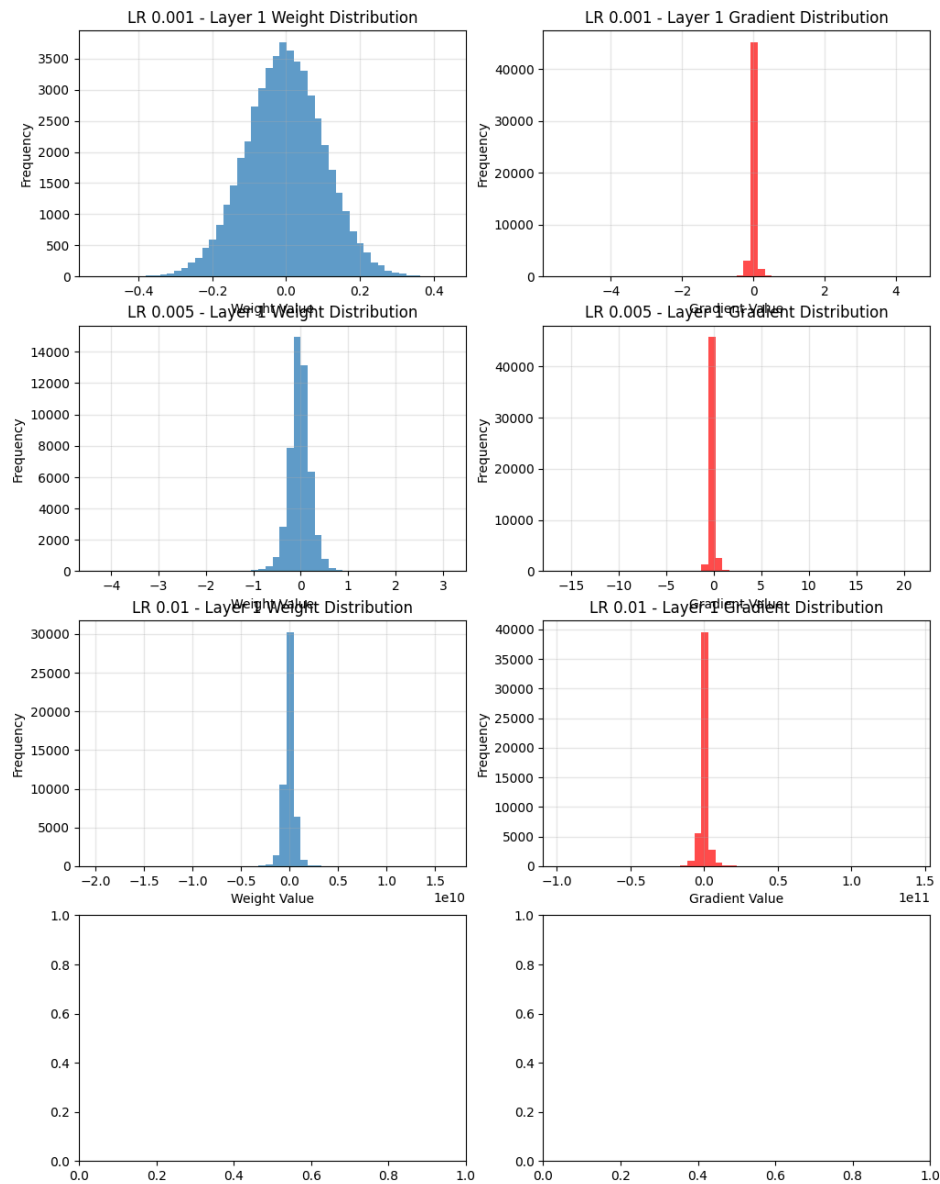 LR 0.001 - Layer 1 Weight Distribution
Frequency
3500
3000
2500
2000
1500
1000
500
0
−0.4 −0.2 0.0 0.2 0.4
Weight Value
LR 0.001 - Layer 1 Gradient Distribution
Frequency
40000
30000
20000
10000
0
−4 −2 0 2 4
Gradient Value
LR 0.005 - Layer 1 Weight Distribution
Frequency
14000
12000
10000
8000
6000
4000
2000
0
−4 −3 −2 −1 0 1 2 3
Weight Value
LR 0.005 - Layer 1 Gradient Distribution
Frequency
40000
30000
20000
10000
0
−15 −10 −5 0 5 10 15 20
Gradient Value
LR 0.01 - Layer 1 Weight Distribution
Frequency
30000
25000
20000
15000
10000
5000
0
−2.0 −1.5 −1.0 −0.5 0.0 0.5 1.0 1.5
Weight Value
1e10
LR 0.01 - Layer 1 Gradient Distribution
Frequency
40000
35000
30000
25000
20000
15000
10000
5000
0
−1.0 −0.5 0.0 0.5 1.0 1.5
Gradient Value
1e11
1.0
0.8
0.6
0.4
0.2
0.0
0.0 0.2 0.4 0.6 0.8 1.0
1.0
0.8
0.6
0.4
0.2
0.0
0.0 0.2 0.4 0.6 0.8 1.0